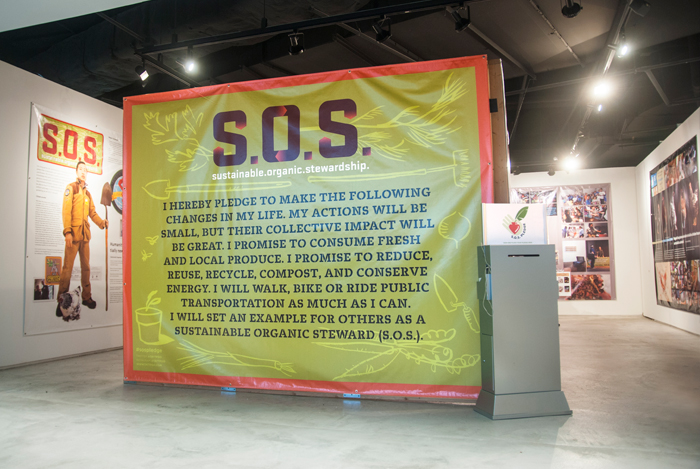 S.O.S.
S.O.S.
sustainable.organic.stewardship.
I HEREBY PLEDGE TO MAKE THE FOLLOWING
CHANGES IN MY LIFE. MY ACTIONS WILL BE
SMALL, BUT THEIR COLLECTIVE IMPACT WILL
BE GREAT. I PROMISE TO CONSUME FRESH
AND LOCAL PRODUCE. I PROMISE TO REDUCE,
REUSE, RECYCLE, COMPOST, AND CONSERVE
ENERGY. I WILL WALK, BIKE OR RIDE PUBLIC
TRANSPORTATION AS MUCH AS I CAN.
I WILL SET AN EXAMPLE FOR OTHERS AS A
SUSTAINABLE ORGANIC STEWARD (S.O.S.).